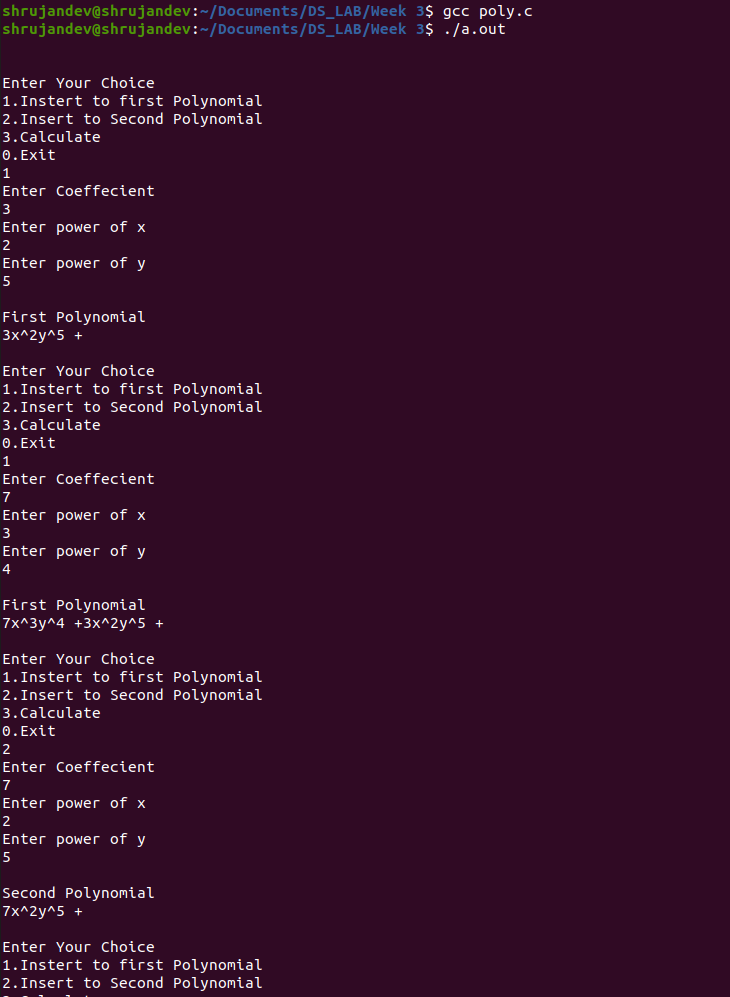 shrujandev@shrujandev:~/Documents/DS_LAB/Week 3$ gcc poly.c
shrujandev@shrujandev:~/Documents/DS_LAB/Week 3$ ./a.out
Enter Your Choice
1.Instert to first Polynomial
2.Insert to Second Polynomial
3.Calculate
0.Exit
1
Enter Coeffecient
3
Enter power of x
2
Enter power of y
5
First Polynomial
3x^2y^5 +
Enter Your Choice
1.Instert to first Polynomial
2.Insert to Second Polynomial
3.Calculate
0.Exit
1
Enter Coeffecient
7
Enter power of x
3
Enter power of y
4
First Polynomial
7x^3y^4 +3x^2y^5 +
Enter Your Choice
1.Instert to first Polynomial
2.Insert to Second Polynomial
3.Calculate
0.Exit
2
Enter Coeffecient
7
Enter power of x
2
Enter power of y
5
Second Polynomial
7x^2y^5 +
Enter Your Choice
1.Instert to first Polynomial
2.Insert to Second Polynomial